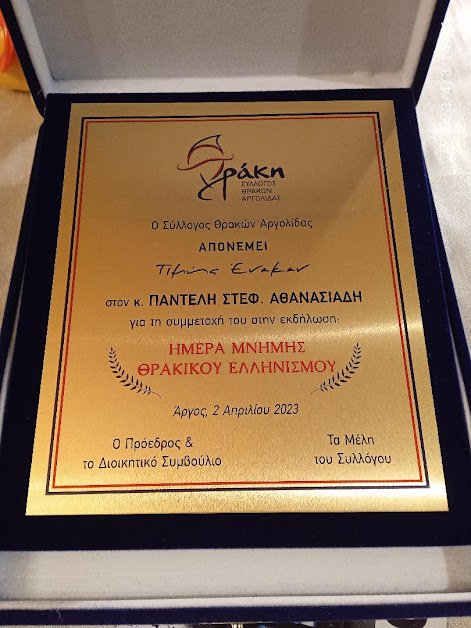 Θράκη
ΣΥΛΛΟΓΟΣ
ΘΡΑΚΩΝ
ΑΡΓΟΛΙΔΑΣ
Ο Σύλλογος Θρακών Αργολίδας
ΑΠΟΝΕΜΕΙ
Τιμής Ένεκεν
στον κ. ΠΑΝΤΕΛΗ ΣΤΕΦ. ΑΘΑΝΑΣΙΑΔΗ
για τη συμμετοχή του στην εκδήλωση:
ΗΜΕΡΑ ΜΝΗΜΗΣ
ΘΡΑΚΙΚΟΥ ΕΛΛΗΝΙΣΜΟΥ
Άργος, 2 Απριλίου 2023
Ο Πρόεδρος &
το Διοικητικό Συμβούλιο
Τα Μέλη
του Συλλόγου